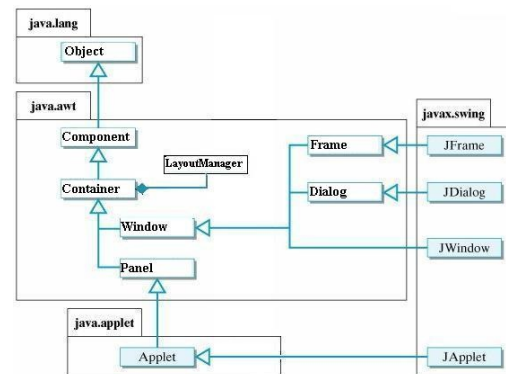 java.lang
Object
java.awt
javax.swing
Component
Frame
JFrame
LayoutManager
Container
Dialog
JDialog
Window
JWindow
Panel
java.applet
Applet
JApplet